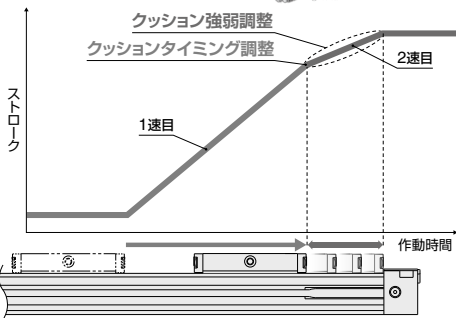 クッション強弱調整
クッションタイミング調整
2速目
1速目
ストローク
作動時間